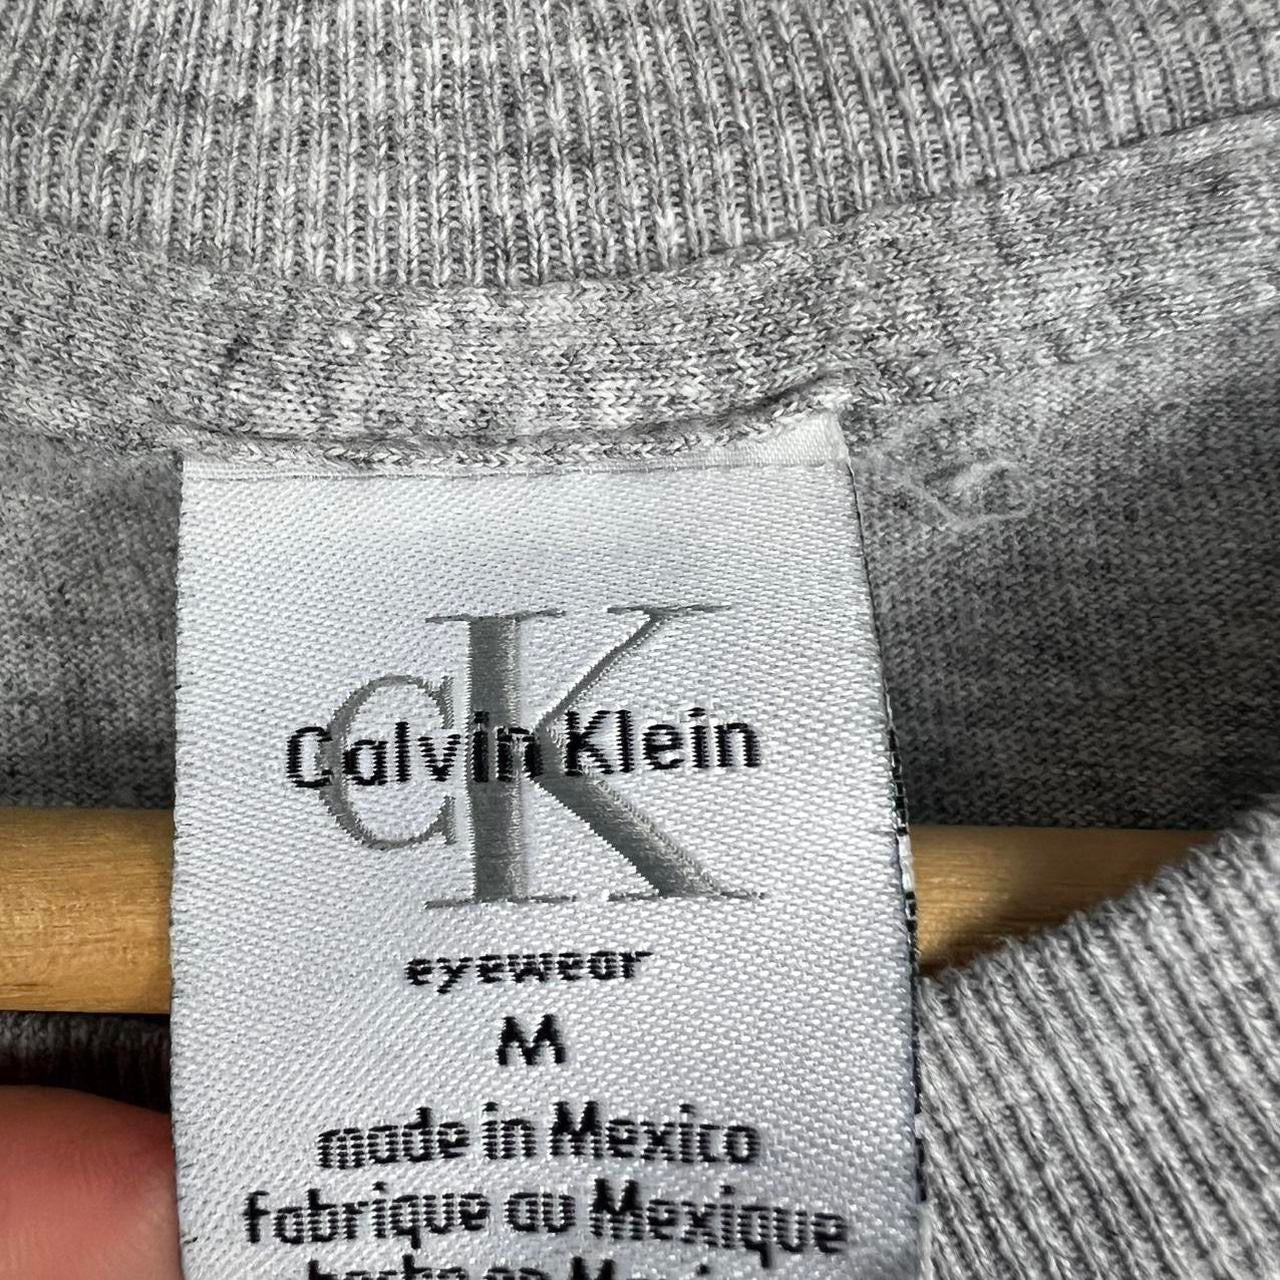 CK
Calvin Klein
eyewear
M
made in Mexico
fabrique au Mexique